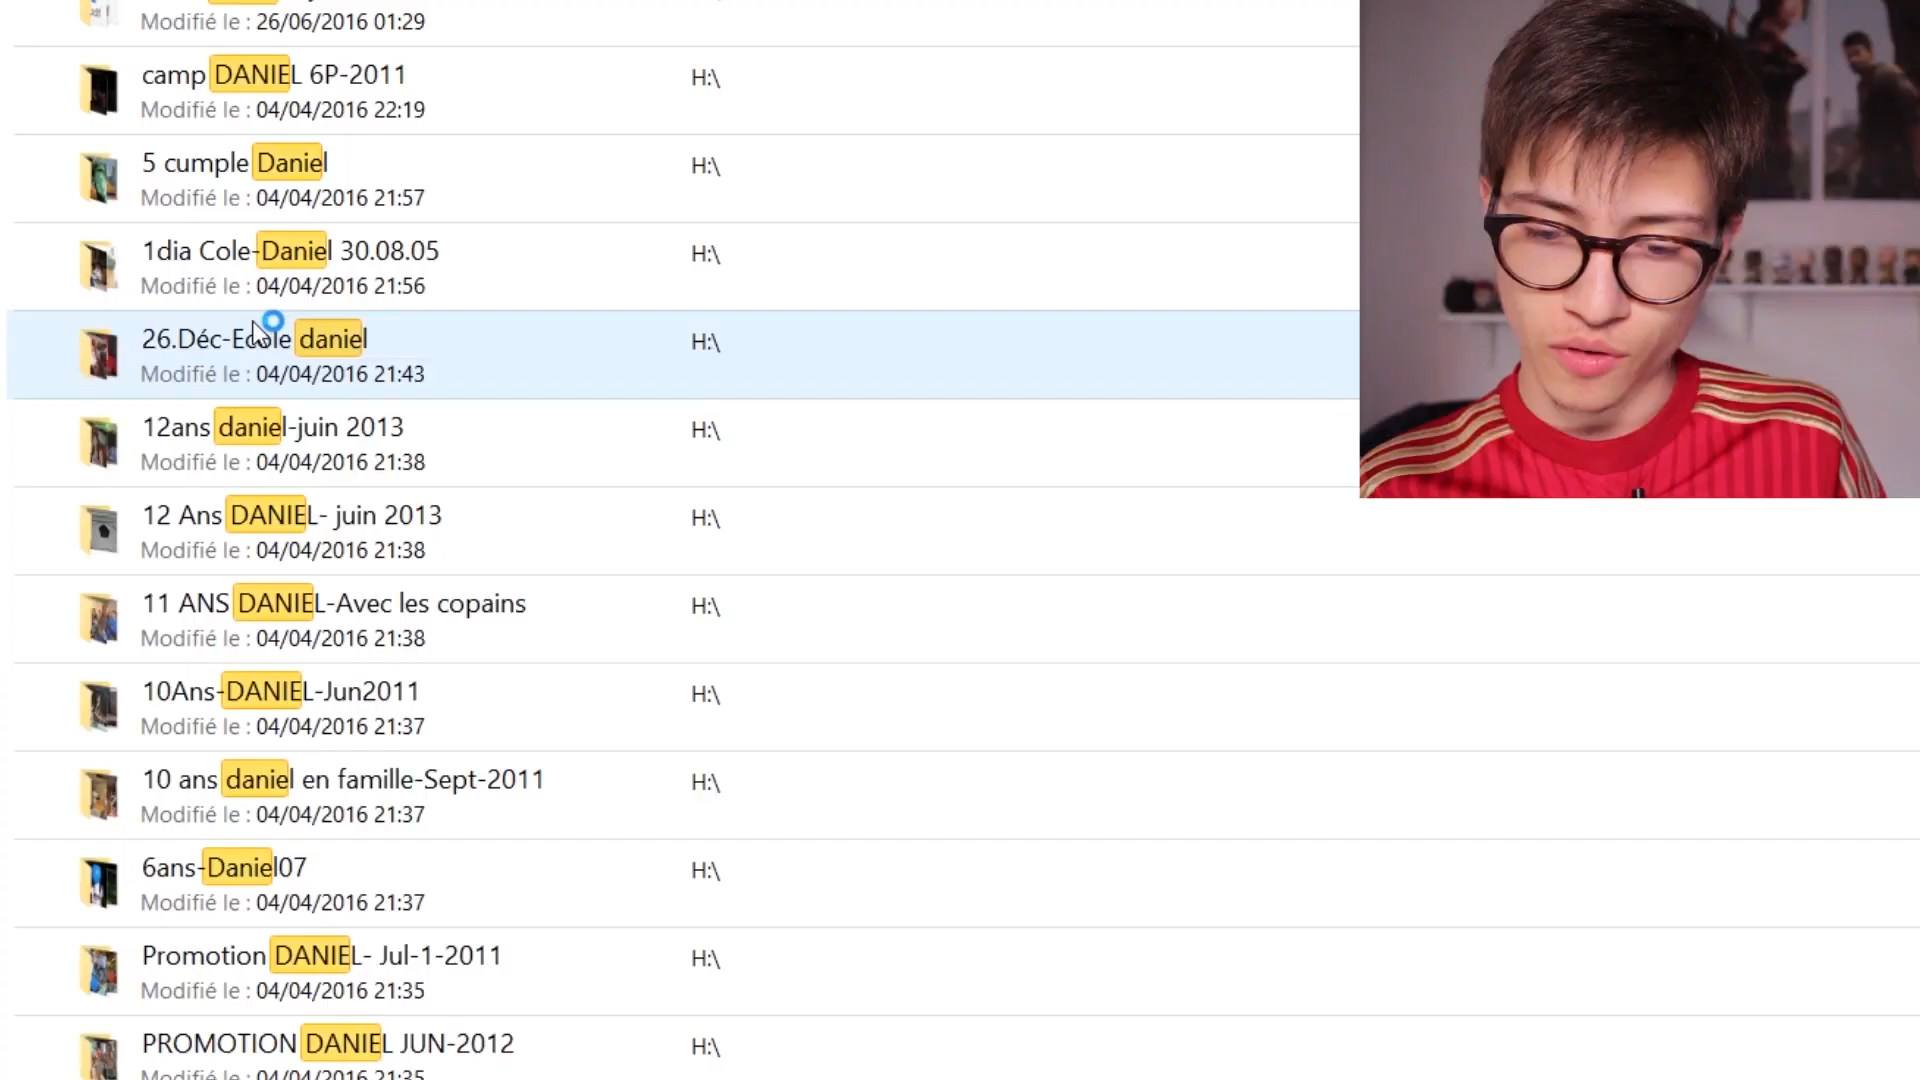 Modifié le : 26/06/2016 01:29
camp DANIEL 6P-2011
H:\
Modifié le : 04/04/2016 22:19
5 cumple Daniel
H:\
Modifié le : 04/04/2016 21:57
1dia Cole-Daniel 30.08.05
H:\
Modifié le : 04/04/2016 21:56
26.Déc-Ecole daniel
H:\
Modifié le : 04/04/2016 21:43
12ans daniel-juin 2013
H:\
Modifié le : 04/04/2016 21:38
12 Ans DANIEL- juin 2013
H:\
Modifié le : 04/04/2016 21:38
11 ANS DANIEL-Avec les copains
H:\
Modifié le : 04/04/2016 21:38
10Ans-DANIEL-Jun2011
H:\
Modifié le : 04/04/2016 21:37
10 ans daniel en famille-Sept-2011
H:\
Modifié le : 04/04/2016 21:37
6ans-Daniel07
H:\
Modifié le : 04/04/2016 21:37
Promotion DANIEL- Jul-1-2011
H:\
Modifié le : 04/04/2016 21:35
PROMOTION DANIEL JUN-2012
H:\
Modifié le : 04/04/2016 21:35